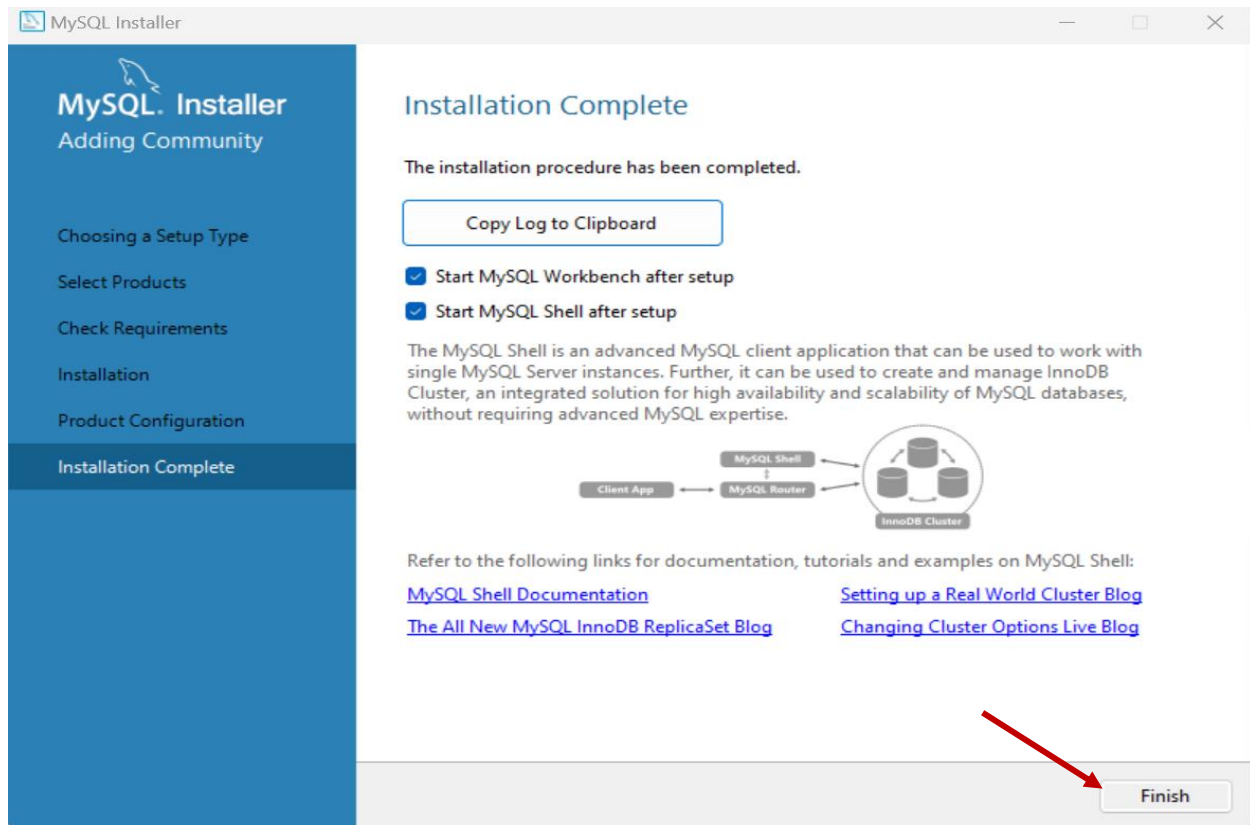 MySQL Installer
MySQL. Installer
Adding Community
Choosing a Setup Type
Select Products
Check Requirements
Installation
Product Configuration
Installation Complete
Installation Complete
The installation procedure has been completed.
Copy Log to Clipboard
Start MySQL Workbench after setup
Start MySQL Shell after setup
The MySQL Shell is an advanced MySQL client application that can be used to work with
single MySQL Server instances. Further, it can be used to create and manage InnoDB
Cluster, an integrated solution for high availability and scalability of MySQL databases,
without requiring advanced MySQL expertise.
MySQL Shell
Client App
MySQL Router
InnoDB Cluster
Refer to the following links for documentation, tutorials and examples on MySQL Shell:
MySQL Shell Documentation
Setting up a Real World Cluster Blog
The All New MySQL InnoDB ReplicaSet Blog
Changing Cluster Options Live Blog
Finish